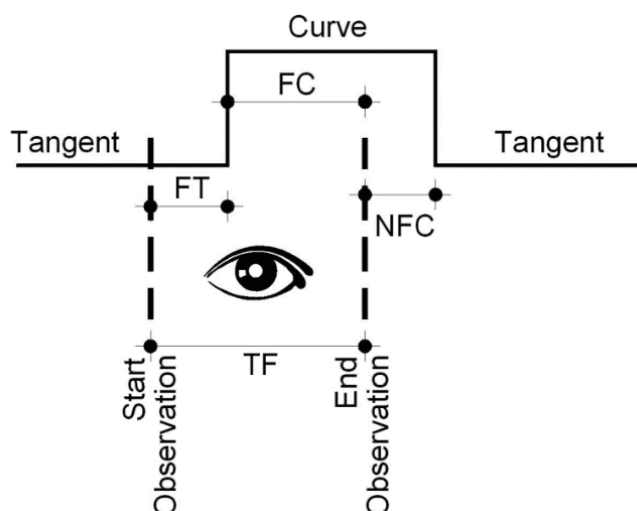 Curve
FC
Tangent
Tangent
FT
NFC
TF
Start
Observation
End
Observation